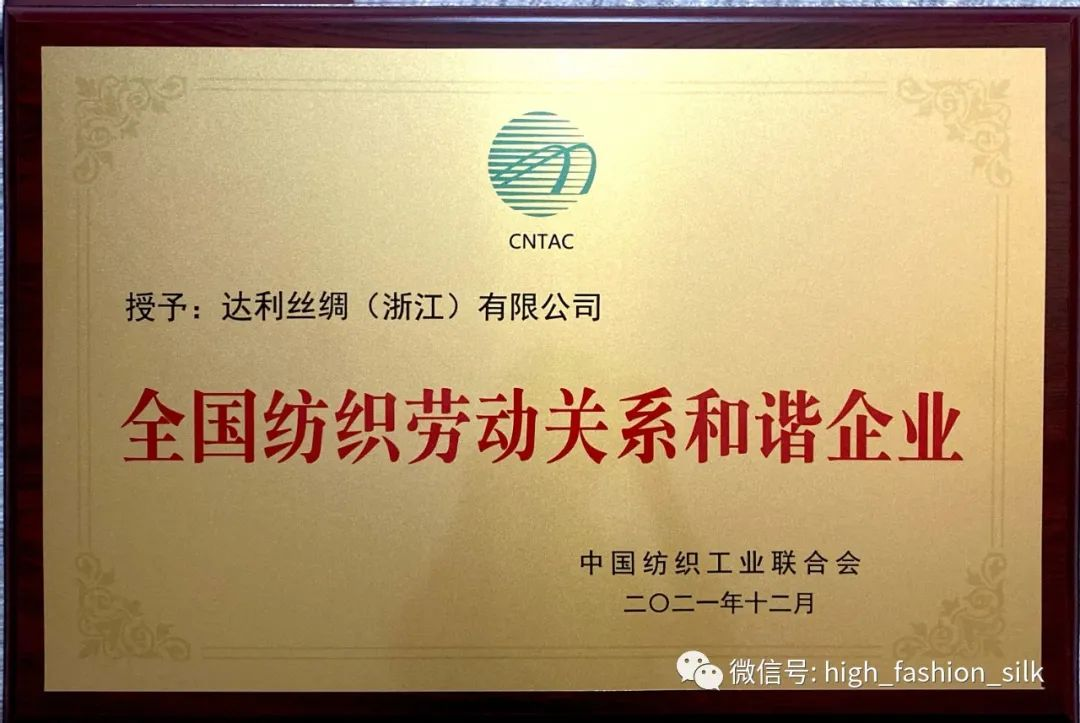 CNTAC
授予：达利丝绸（浙江）有限公司
全国纺织劳动关系和谐企业
中国纺织工业联合会
二〇二一年十二月
微信号: high_fashion_silk